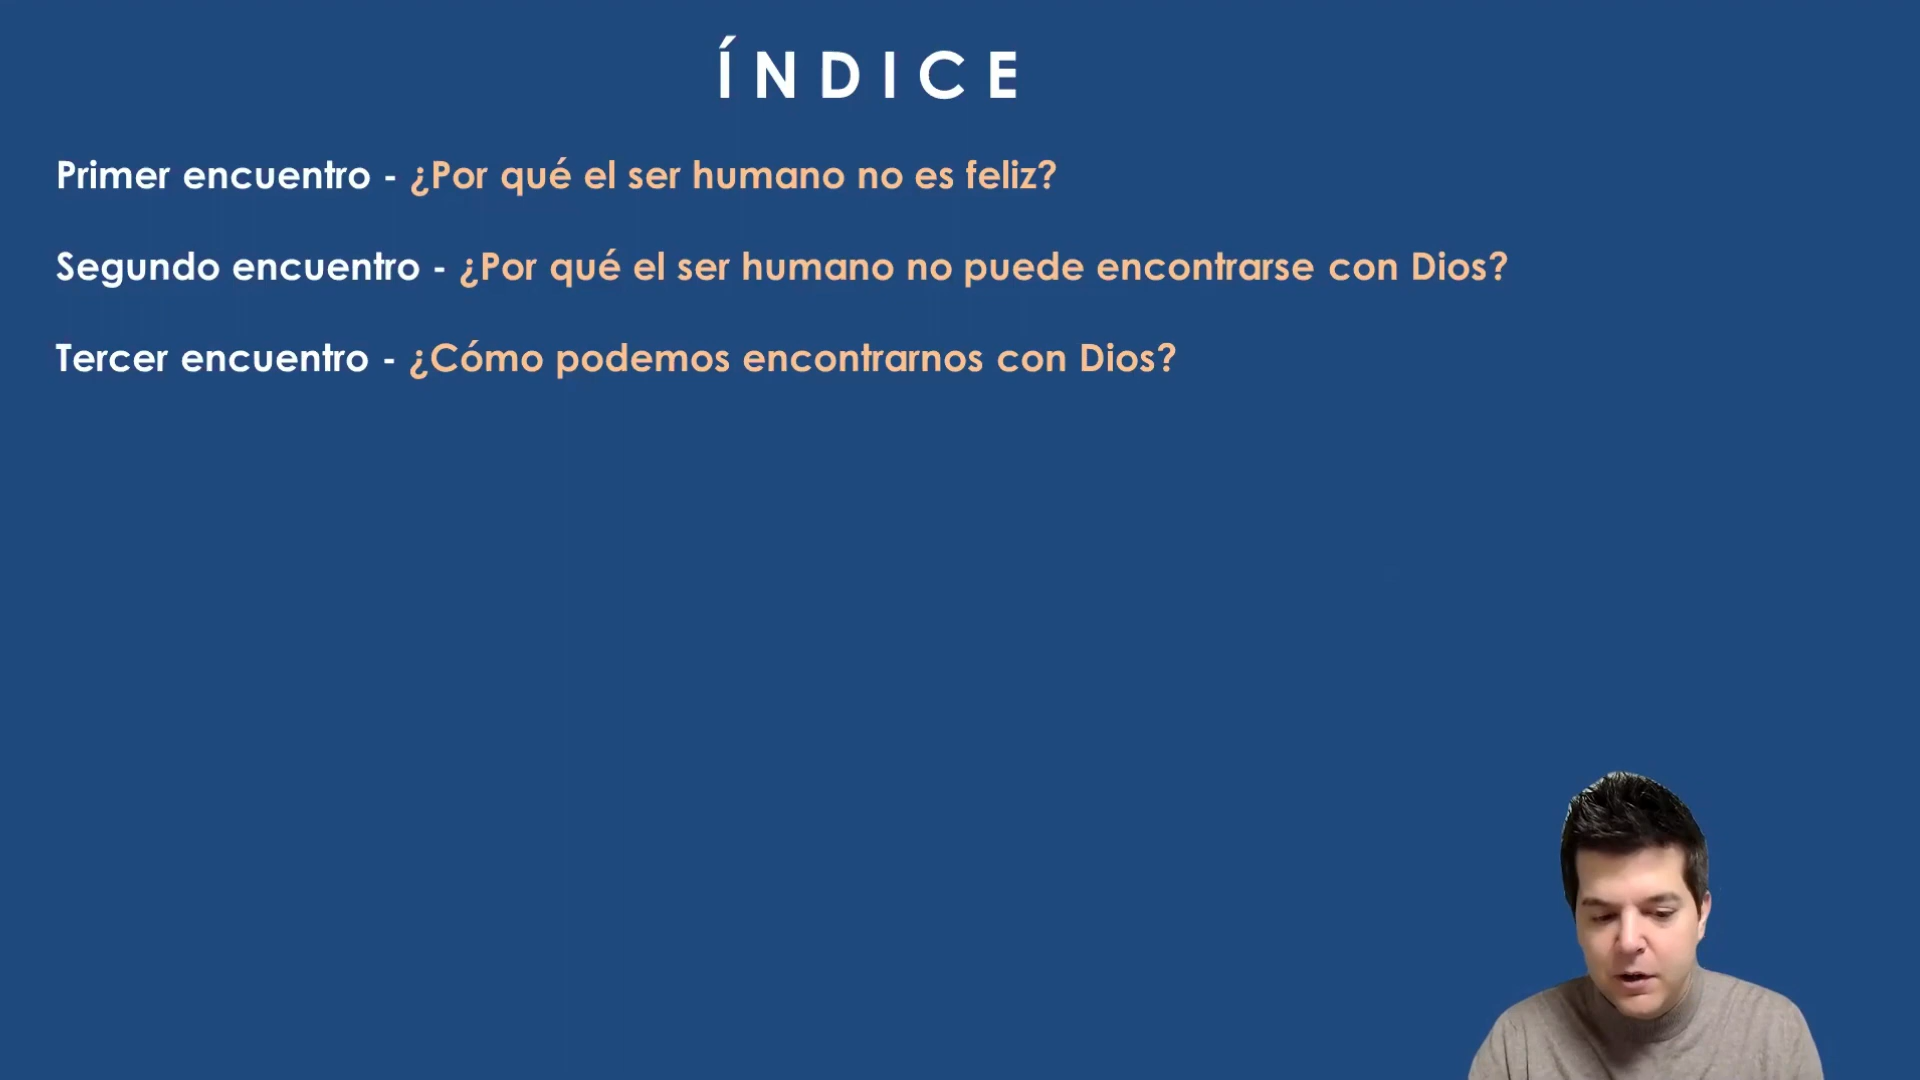 ÍNDICE
Primer encuentro - ¿Por qué el ser humano no es feliz?
Segundo encuentro - ¿Por qué el ser humano no puede encontrarse con Dios?
Tercer encuentro - ¿Cómo podemos encontrarnos con Dios?